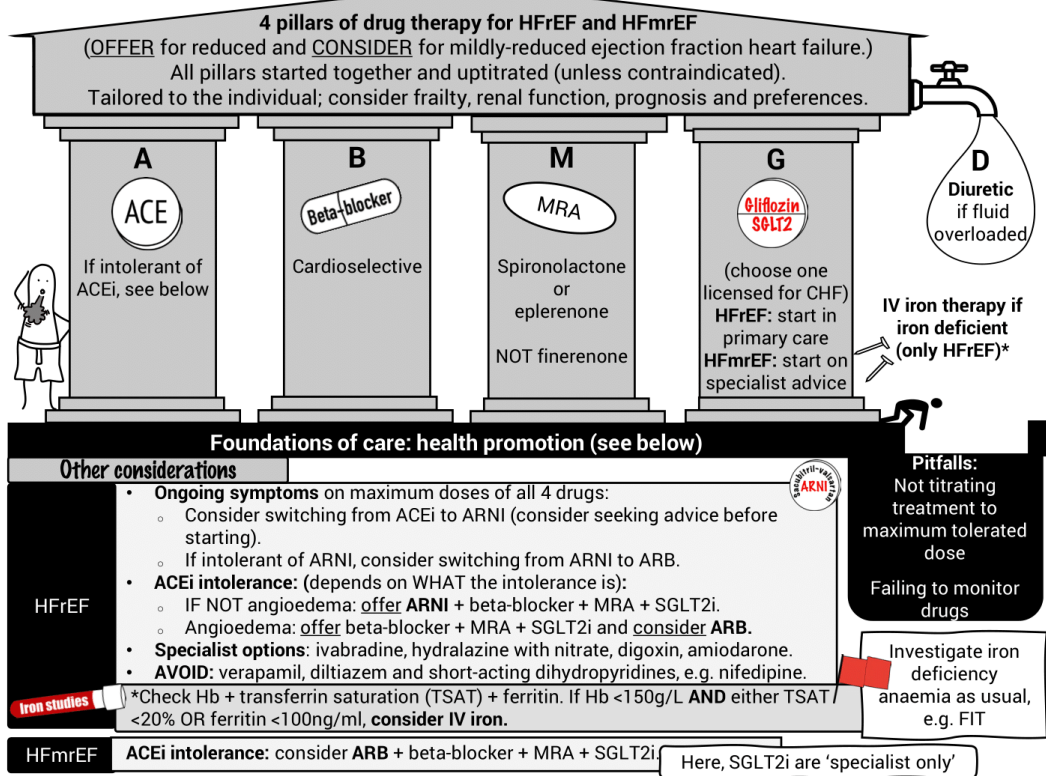 4 pillars of drug therapy for HFrEF and HFmrEF
(OFFER for reduced and CONSIDER for mildly-reduced ejection fraction heart failure.)
All pillars started together and uptitrated (unless contraindicated).
Tailored to the individual; consider frailty, renal function, prognosis and preferences.
A
ACE
If intolerant of
ACEi, see below
B
Beta-blocker
Cardioselective
M
MRA
Spironolactone
or
eplerenone
NOT finerenone
G
Gliflozin
SGLT2
(choose one
licensed for CHF)
HFrEF: start in
primary care
HFmrEF: start on
specialist advice
D
Diuretic
if fluid
overloaded
IV iron therapy if
iron deficient
(only HFrEF)*
Foundations of care: health promotion (see below)
Other considerations
HFrEF
• Ongoing symptoms on maximum doses of all 4 drugs:
○ Consider switching from ACEi to ARNI (consider seeking advice before
starting).
○ If intolerant of ARNI, consider switching from ARNI to ARB.
• ACEi intolerance: (depends on WHAT the intolerance is):
○ IF NOT angioedema: offer ARNI + beta-blocker + MRA + SGLT2i.
○ Angioedema: offer beta-blocker + MRA + SGLT2i and consider ARB.
• Specialist options: ivabradine, hydralazine with nitrate, digoxin, amiodarone.
• AVOID: verapamil, diltiazem and short-acting dihydropyridines, e.g. nifedipine.
Sacubitril-valsartan
ARNI
Iron studies
*Check Hb + transferrin saturation (TSAT) + ferritin. If Hb <150g/L AND either TSAT
<20% OR ferritin <100ng/ml, consider IV iron.
Pitfalls:
Not titrating
treatment to
maximum tolerated
dose
Failing to monitor
drugs
Investigate iron
deficiency
anaemia as usual,
e.g. FIT
HFmrEF
ACEi intolerance: consider ARB + beta-blocker + MRA + SGLT2i.
Here, SGLT2i are ‘specialist only’